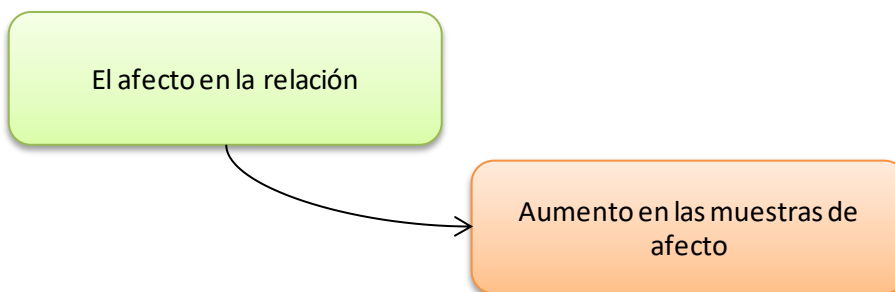 El afecto en la relación
Aumento en las muestras de
afecto